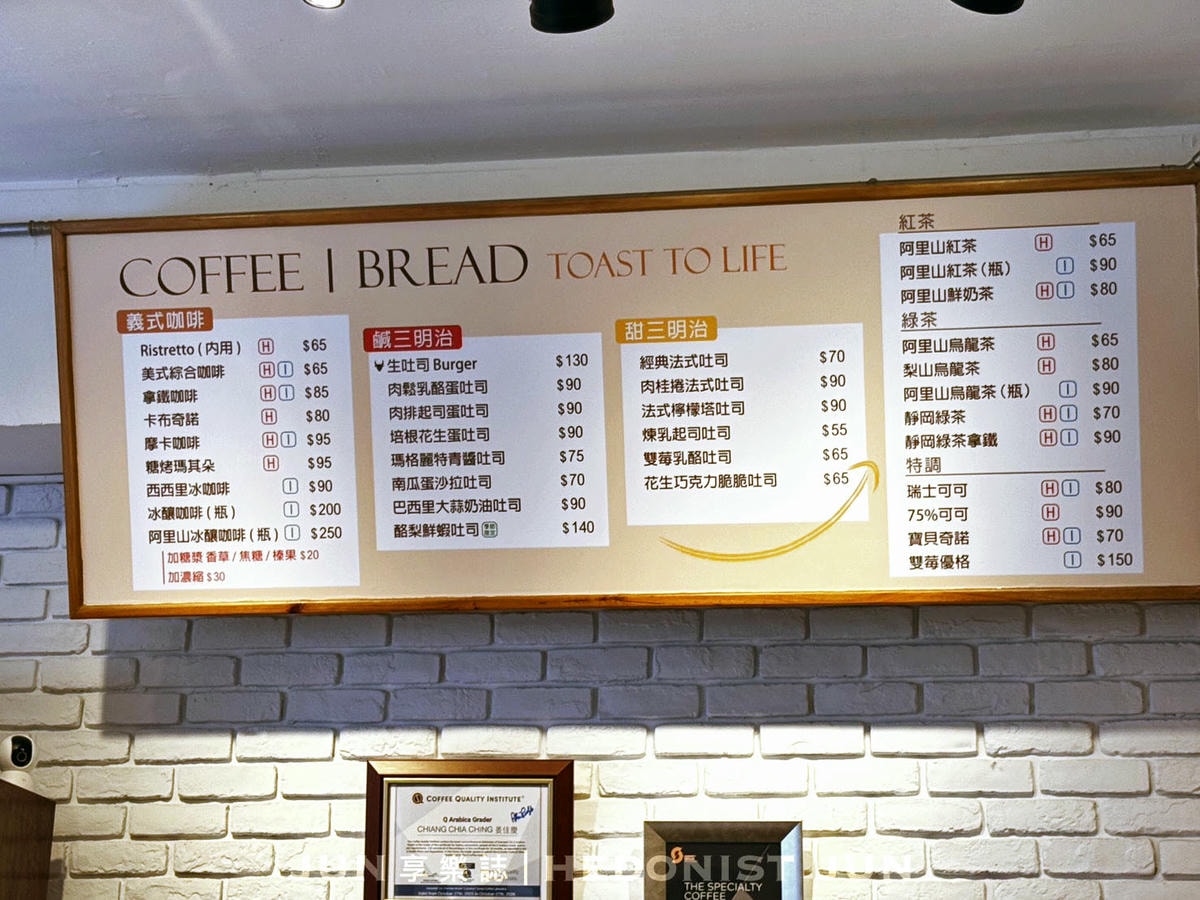 COFFEE | BREAD TOAST TO LIFE
義式咖啡
Ristretto ( 內用 ) H $65
美式綜合咖啡 H I $65
拿鐵咖啡 H I $85
卡布奇諾 H $80
摩卡咖啡 H I $95
糖烤瑪其朵 H $95
西西里冰咖啡 I $90
冰釀咖啡 ( 瓶 ) I $200
阿里山冰釀咖啡 ( 瓶 ) I $250
加糖漿 香草 / 焦糖 / 榛果 $20
加濃縮 $30
鹹三明治
生吐司 Burger $130
肉鬆乳酪蛋吐司 $90
肉排起司蛋吐司 $90
培根花生蛋吐司 $90
瑪格麗特青醬吐司 $75
南瓜蛋沙拉吐司 $70
巴西里大蒜奶油吐司 $90
酪梨鮮蝦吐司 $140
甜三明治
經典法式吐司 $70
肉桂捲法式吐司 $90
法式檸檬塔吐司 $90
煉乳起司吐司 $55
雙莓乳酪吐司 $65
花生巧克力脆脆吐司 $65
紅茶
阿里山紅茶 H $65
阿里山紅茶 ( 瓶 ) I $90
阿里山鮮奶茶 H I $80
綠茶
阿里山烏龍茶 H $65
梨山烏龍茶 H $80
阿里山烏龍茶 ( 瓶 ) I $90
靜岡綠茶 H I $70
靜岡綠茶拿鐵 H I $90
特調
瑞士可可 H I $80
75%可可 H $90
寶貝奇諾 H I $70
雙莓優格 I $150
COFFEE QUALITY INSTITUTE
Q Arabica Grader
CHIANG CHIA CHING 姜佳慶
THE SPECIALTY
COFFEE
JUN 享樂誌 | HEDONIST JUN